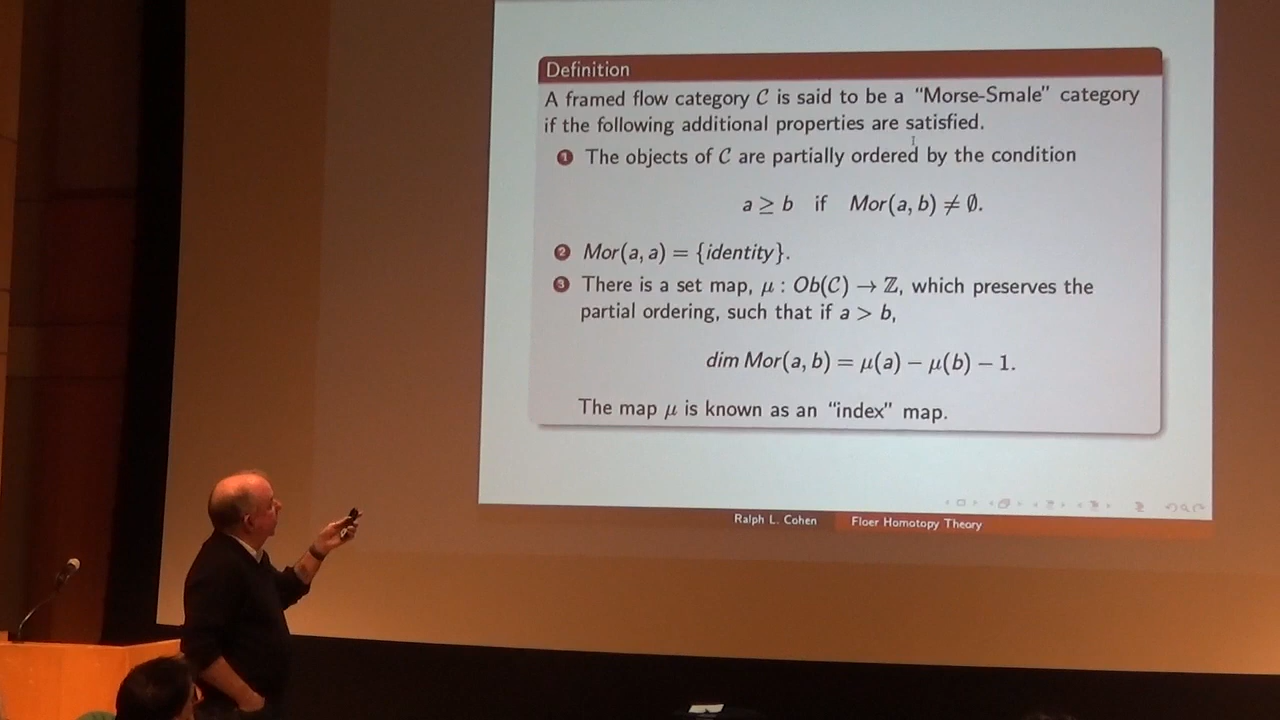 Definition
A framed flow category 𝒞 is said to be a “Morse-Smale” category
if the following additional properties are satisfied.
1 The objects of 𝒞 are partially ordered by the condition
a ≥ b if Mor(a, b) ≠ ∅.
2 Mor(a, a) = {identity}.
3 There is a set map, μ : Ob(𝒞) → ℤ, which preserves the
partial ordering, such that if a > b,
dim Mor(a, b) = μ(a) − μ(b) − 1.
The map μ is known as an “index” map.
Ralph L. Cohen Floer Homotopy Theory